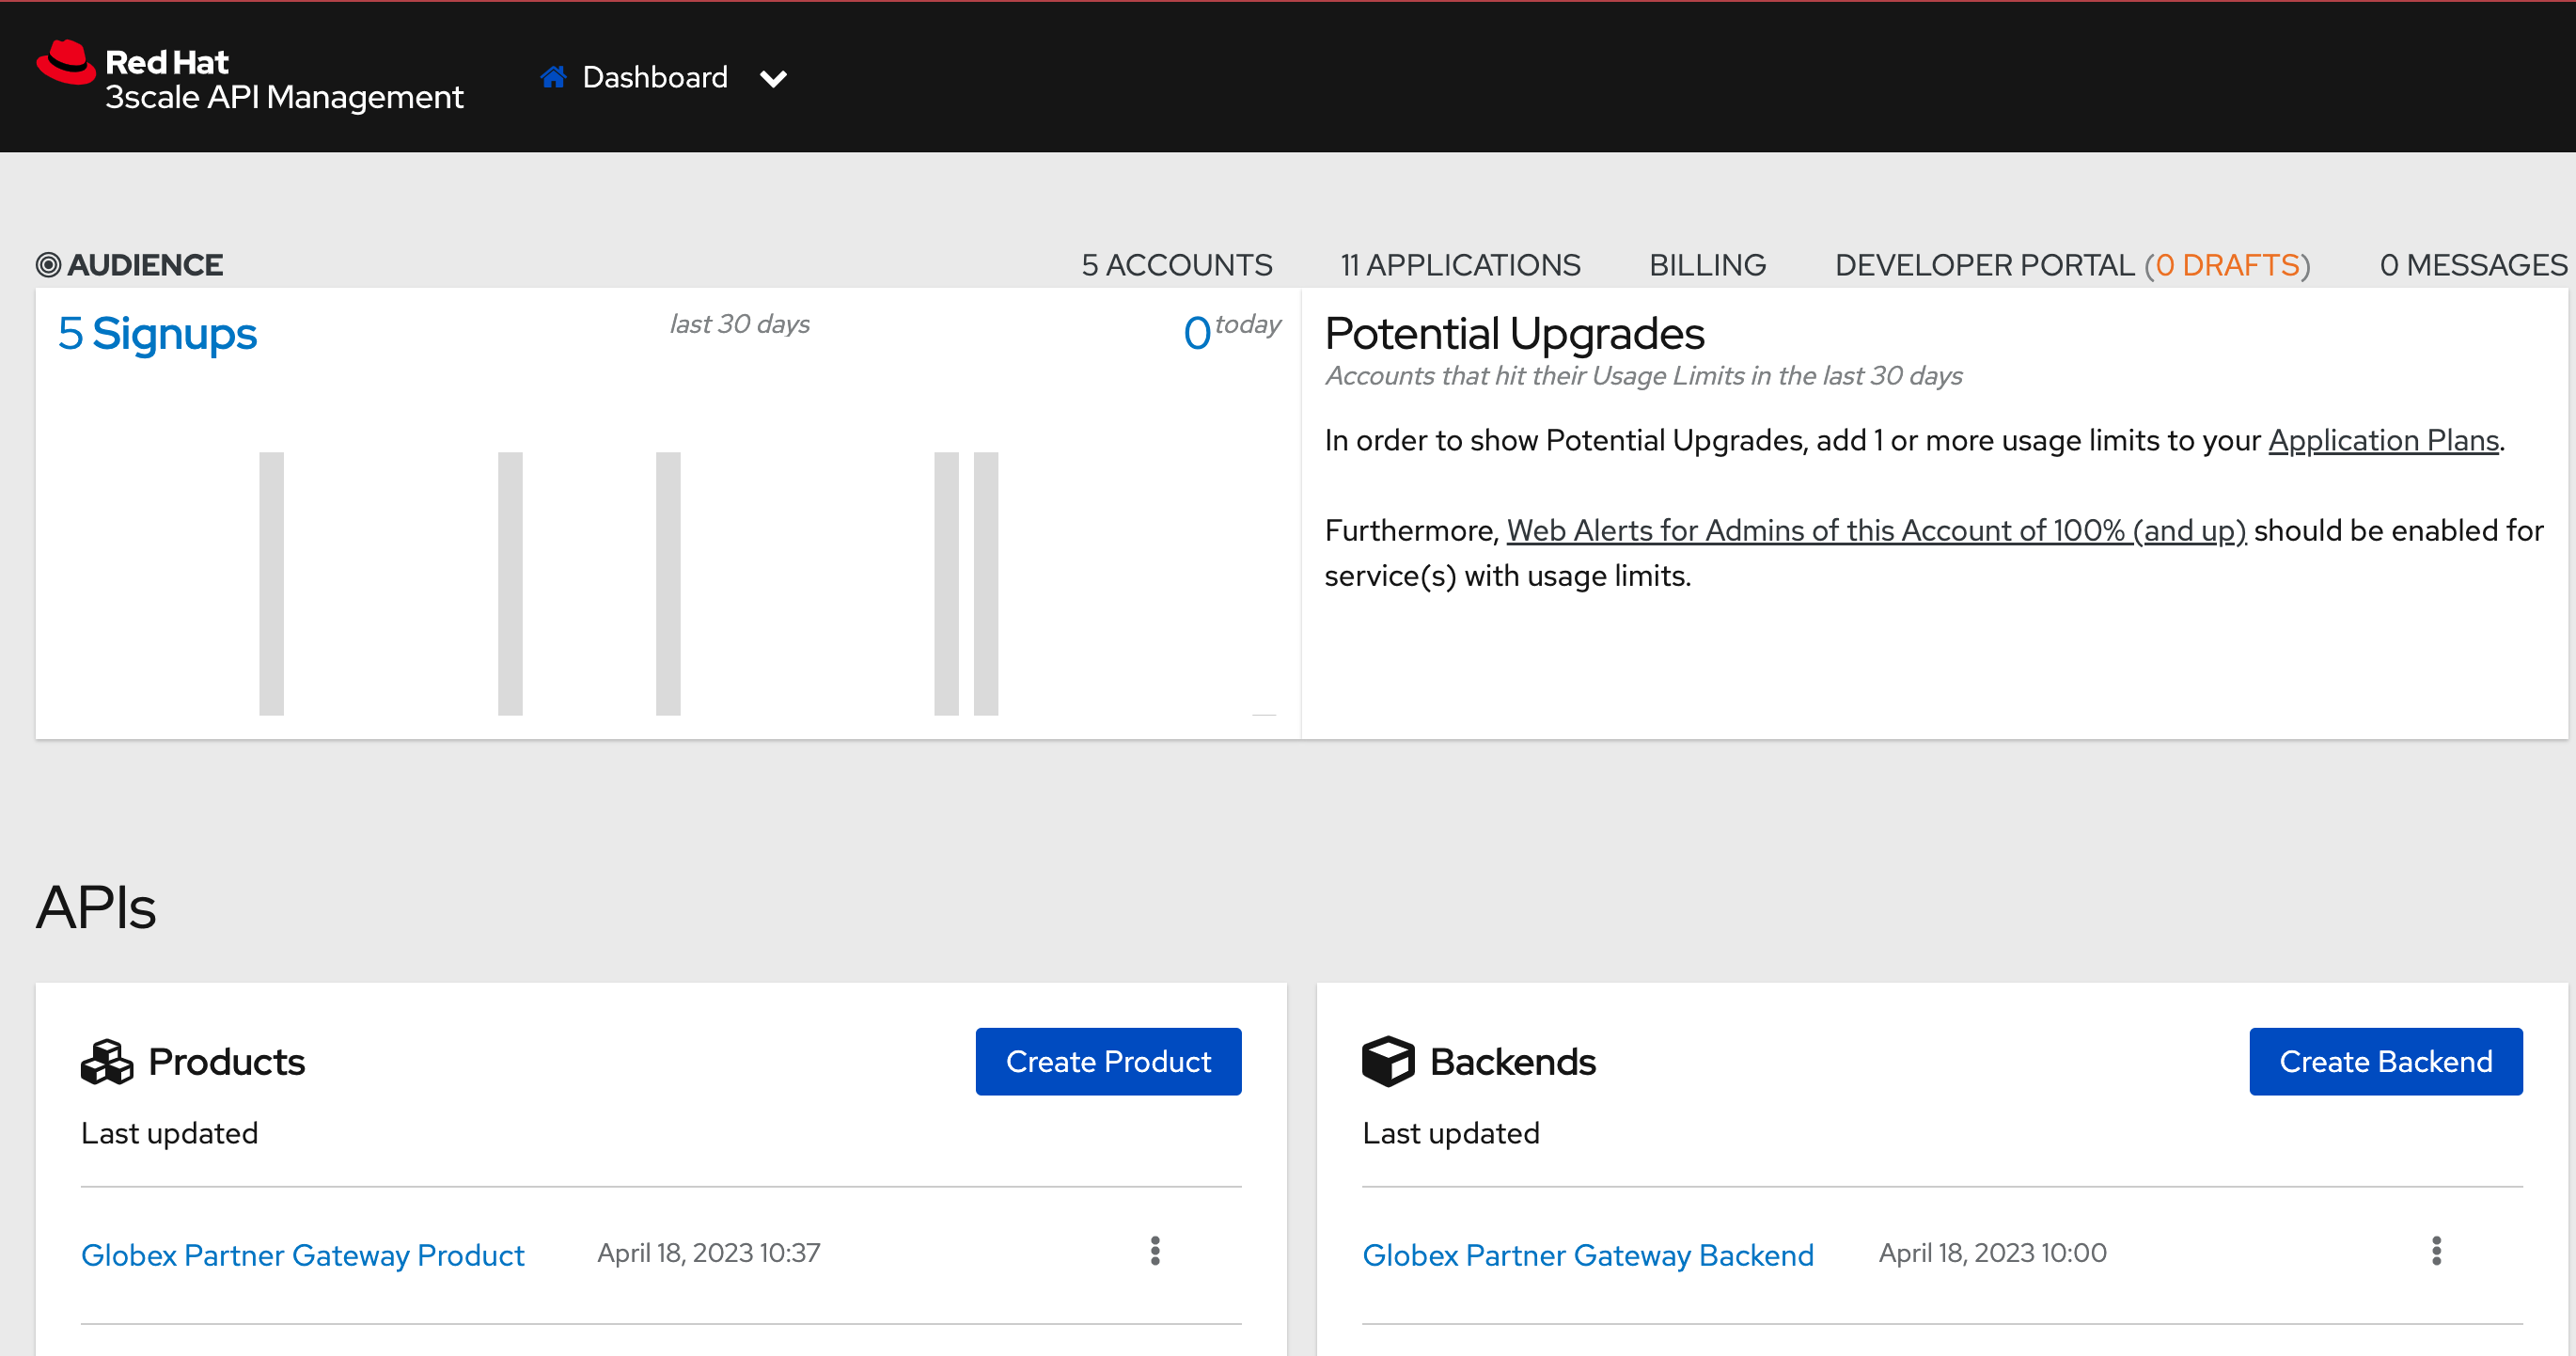 Red Hat
3scale API Management
Dashboard
AUDIENCE
5 ACCOUNTS
11 APPLICATIONS
BILLING
DEVELOPER PORTAL (0 DRAFTS)
0 MESSAGES
5 Signups
last 30 days
0 today
Potential Upgrades
Accounts that hit their Usage Limits in the last 30 days
In order to show Potential Upgrades, add 1 or more usage limits to your Application Plans.
Furthermore, Web Alerts for Admins of this Account of 100% (and up) should be enabled for
service(s) with usage limits.
APIs
Products
Create Product
Last updated
Globex Partner Gateway Product
April 18, 2023 10:37
Backends
Create Backend
Last updated
Globex Partner Gateway Backend
April 18, 2023 10:00